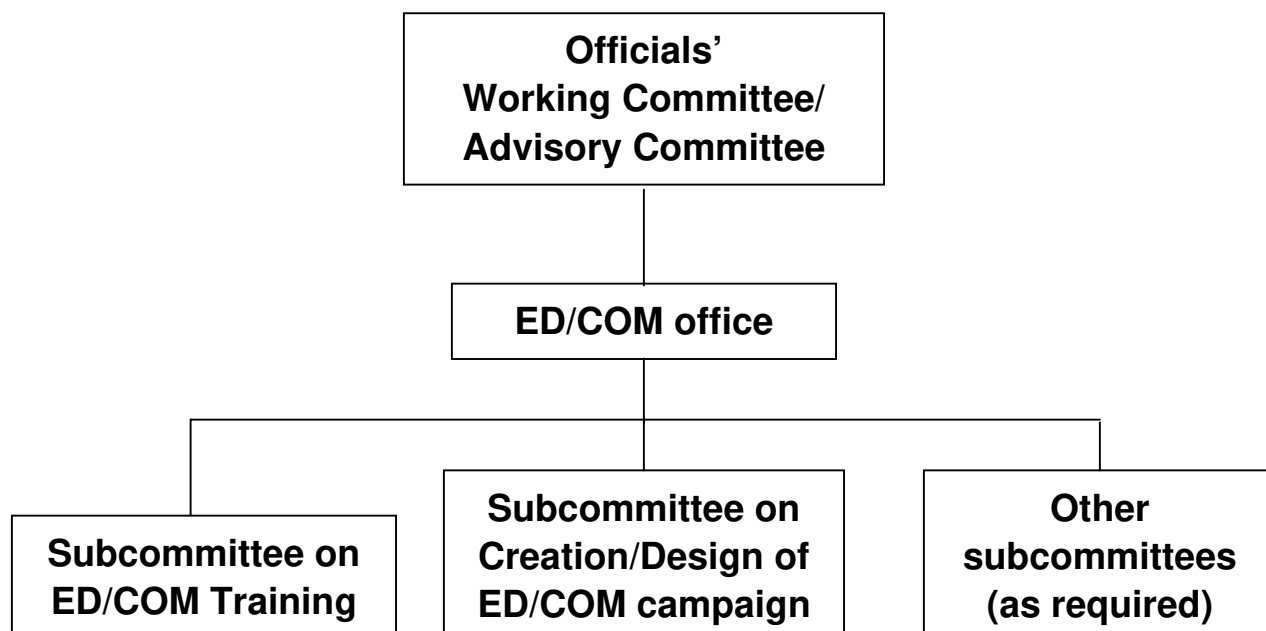 Officials’
Working Committee/
Advisory Committee
ED/COM office
Subcommittee on
ED/COM Training
Subcommittee on
Creation/Design of
ED/COM campaign
Other
subcommittees
(as required)